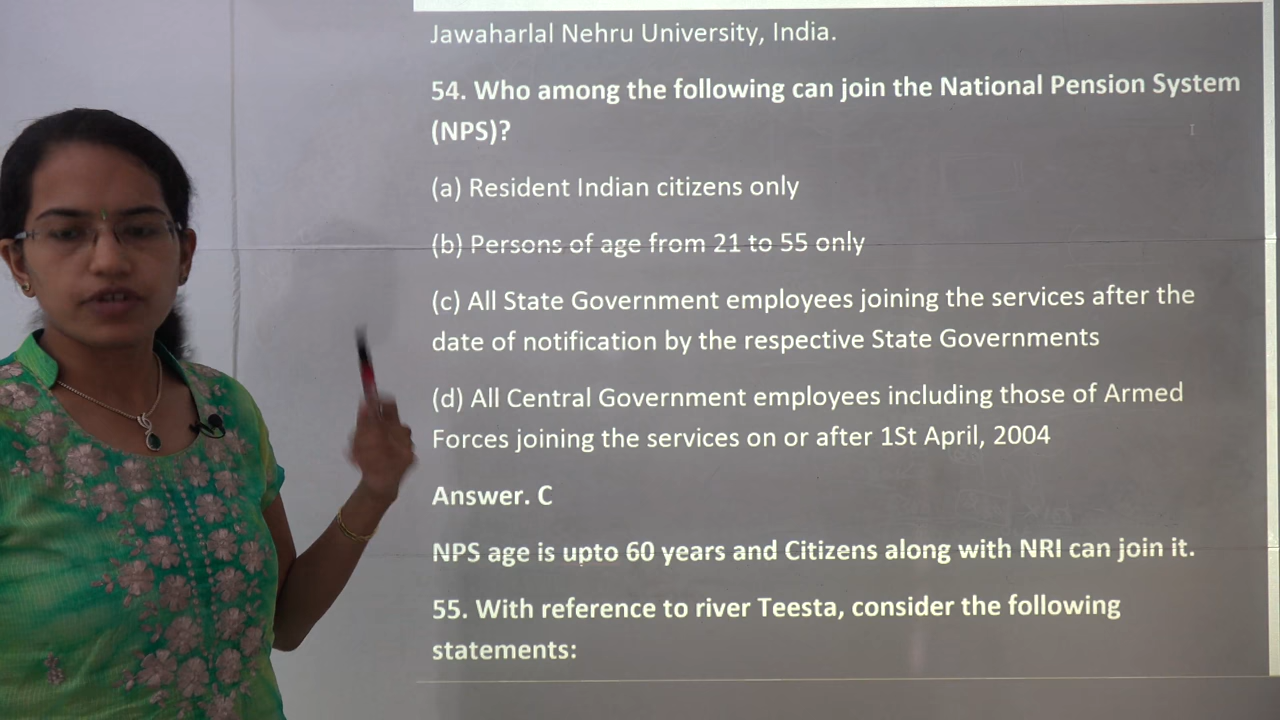 Jawaharlal Nehru University, India.
54. Who among the following can join the National Pension System
(NPS)?
(a) Resident Indian citizens only
(b) Persons of age from 21 to 55 only
(c) All State Government employees joining the services after the
date of notification by the respective State Governments
(d) All Central Government employees including those of Armed
Forces joining the services on or after 1St April, 2004
Answer. C
NPS age is upto 60 years and Citizens along with NRI can join it.
55. With reference to river Teesta, consider the following
statements: